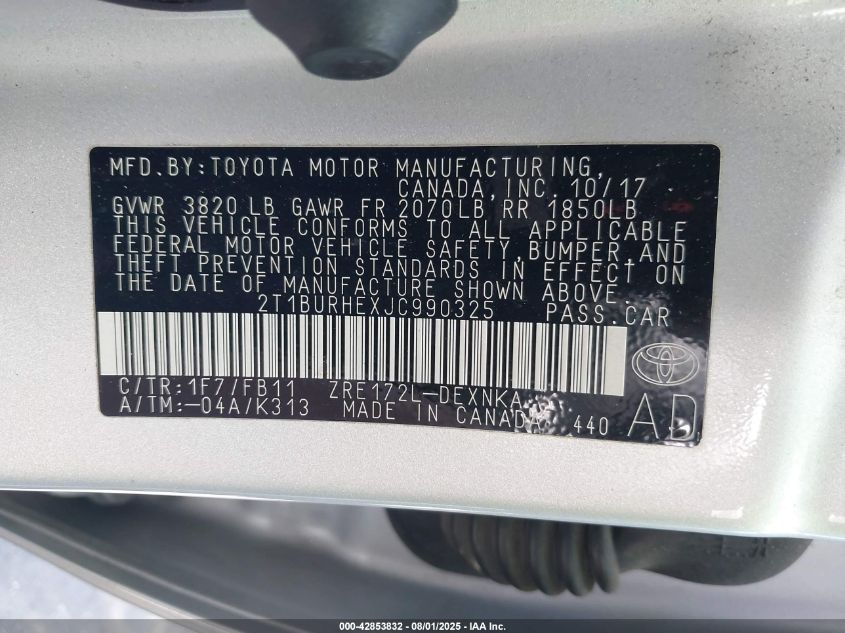 MFD.BY:TOYOTA MOTOR MANUFACTURING,
CANADA,INC. 10/17
GVWR 3820 LB GAWR FR 2070LB RR 1850LB
THIS VEHICLE CONFORMS TO ALL APPLICABLE
FEDERAL MOTOR VEHICLE SAFETY,BUMPER,AND
THEFT PREVENTION STANDARDS IN EFFECT ON
THE DATE OF MANUFACTURE SHOWN ABOVE.
2T1BURHEXJC990325 PASS.CAR
C/TR:1F7/FB11 ZRE172L-DEXNKA
A/TM:-04A/K313 MADE IN CANADA 440
AD
000-42853832 - 08/01/2025 - IAA Inc.